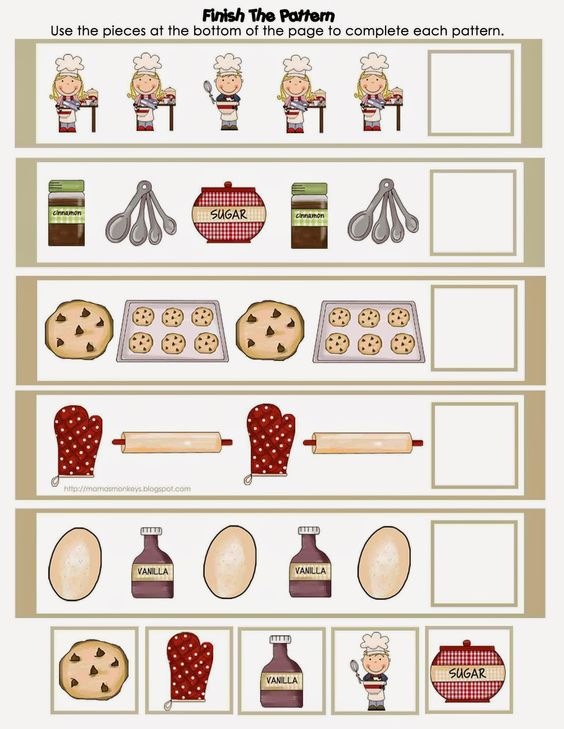 Finish The Pattern
Use the pieces at the bottom of the page to complete each pattern.
cinnamon
SUGAR
cinnamon
http://mamasmonkeys.blogspot.com
VANILLA
VANILLA
VANILLA
SUGAR